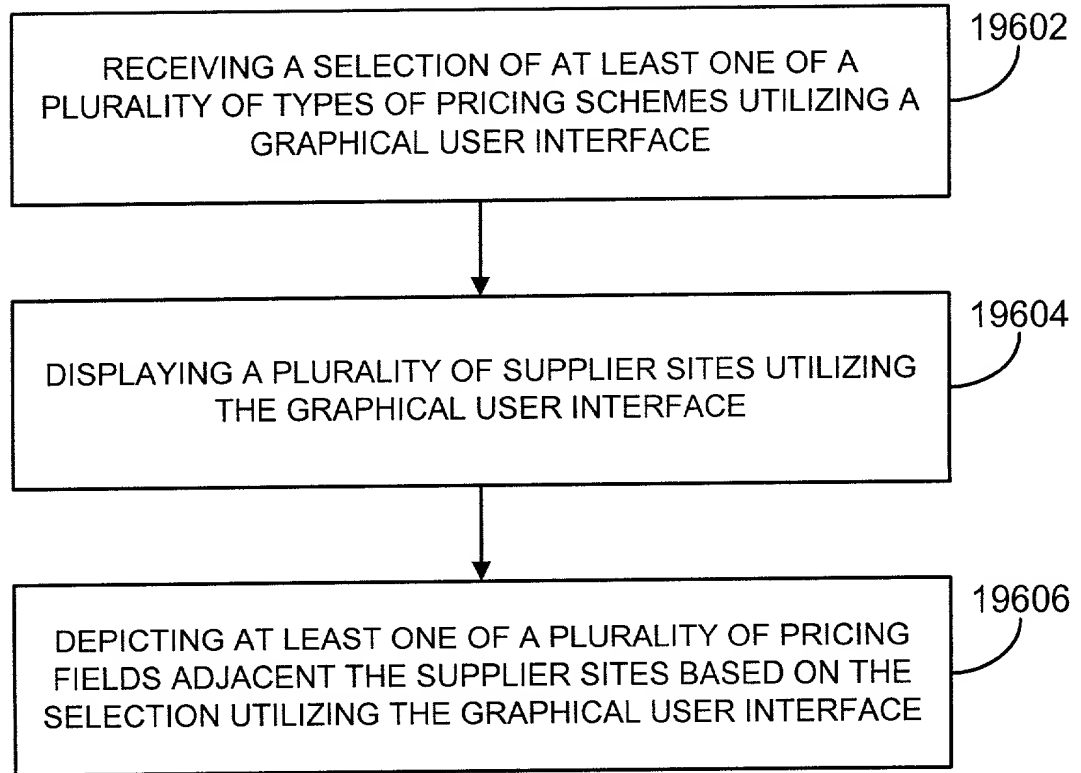 19602
RECEIVING A SELECTION OF AT LEAST ONE OF A
PLURALITY OF TYPES OF PRICING SCHEMES UTILIZING A
GRAPHICAL USER INTERFACE
19604
DISPLAYING A PLURALITY OF SUPPLIER SITES UTILIZING
THE GRAPHICAL USER INTERFACE
19606
DEPICTING AT LEAST ONE OF A PLURALITY OF PRICING
FIELDS ADJACENT THE SUPPLIER SITES BASED ON THE
SELECTION UTILIZING THE GRAPHICAL USER INTERFACE